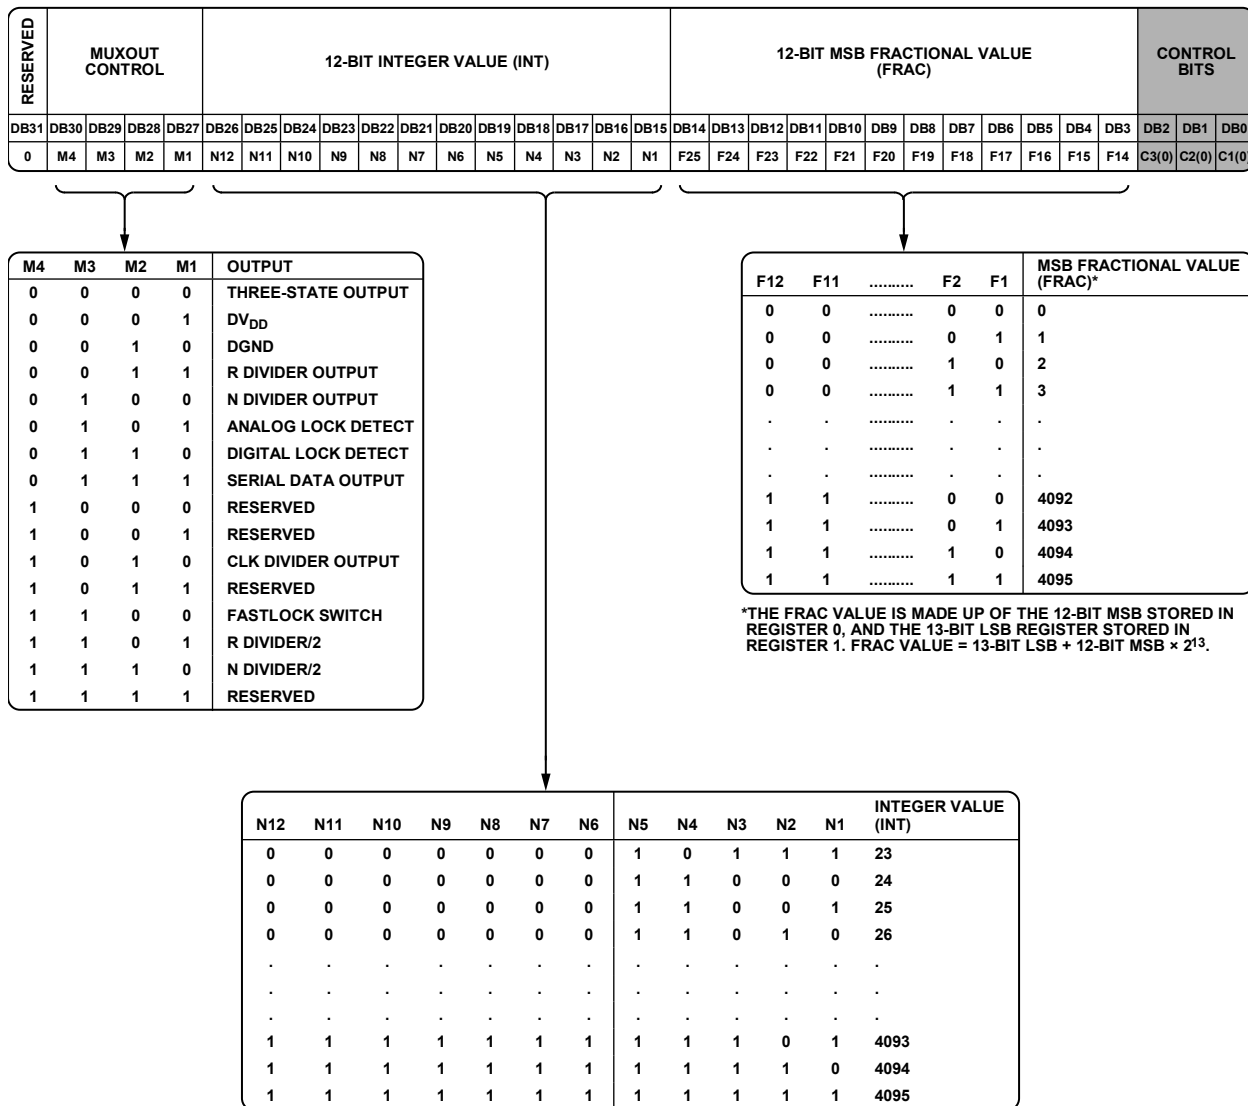 RESERVED
MUXOUT
CONTROL
12-BIT INTEGER VALUE (INT)
12-BIT MSB FRACTIONAL VALUE
(FRAC)
CONTROL
BITS
DB31 DB30 DB29 DB28 DB27 DB26 DB25 DB24 DB23 DB22 DB21 DB20 DB19 DB18 DB17 DB16 DB15 DB14 DB13 DB12 DB11 DB10 DB9 DB8 DB7 DB6 DB5 DB4 DB3 DB2 DB1 DB0
0 M4 M3 M2 M1 N12 N11 N10 N9 N8 N7 N6 N5 N4 N3 N2 N1 F25 F24 F23 F22 F21 F20 F19 F18 F17 F16 F15 F14 C3(0) C2(0) C1(0)
M4 M3 M2 M1 OUTPUT
0 0 0 0 THREE-STATE OUTPUT
0 0 0 1 DVDD
0 0 1 0 DGND
0 0 1 1 R DIVIDER OUTPUT
0 1 0 0 N DIVIDER OUTPUT
0 1 0 1 ANALOG LOCK DETECT
0 1 1 0 DIGITAL LOCK DETECT
0 1 1 1 SERIAL DATA OUTPUT
1 0 0 0 RESERVED
1 0 0 1 RESERVED
1 0 1 0 CLK DIVIDER OUTPUT
1 0 1 1 RESERVED
1 1 0 0 FASTLOCK SWITCH
1 1 0 1 R DIVIDER/2
1 1 1 0 N DIVIDER/2
1 1 1 1 RESERVED
F12 F11 .......... F2 F1 MSB FRACTIONAL VALUE
(FRAC)*
0 0 .......... 0 0 0
0 0 .......... 0 1 1
0 0 .......... 1 0 2
0 0 .......... 1 1 3
. . .......... . . .
. . .......... . . .
. . .......... . . .
1 1 .......... 0 0 4092
1 1 .......... 0 1 4093
1 1 .......... 1 0 4094
1 1 .......... 1 1 4095
*THE FRAC VALUE IS MADE UP OF THE 12-BIT MSB STORED IN
REGISTER 0, AND THE 13-BIT LSB REGISTER STORED IN
REGISTER 1. FRAC VALUE = 13-BIT LSB + 12-BIT MSB × 2¹³.
N12 N11 N10 N9 N8 N7 N6 N5 N4 N3 N2 N1 INTEGER VALUE
(INT)
0 0 0 0 0 0 0 1 0 1 1 1 23
0 0 0 0 0 0 0 1 1 0 0 0 24
0 0 0 0 0 0 0 1 1 0 0 1 25
0 0 0 0 0 0 0 1 1 0 1 0 26
. . . . . . . . . . . . .
. . . . . . . . . . . . .
. . . . . . . . . . . . .
1 1 1 1 1 1 1 1 1 1 0 1 4093
1 1 1 1 1 1 1 1 1 1 1 0 4094
1 1 1 1 1 1 1 1 1 1 1 1 4095